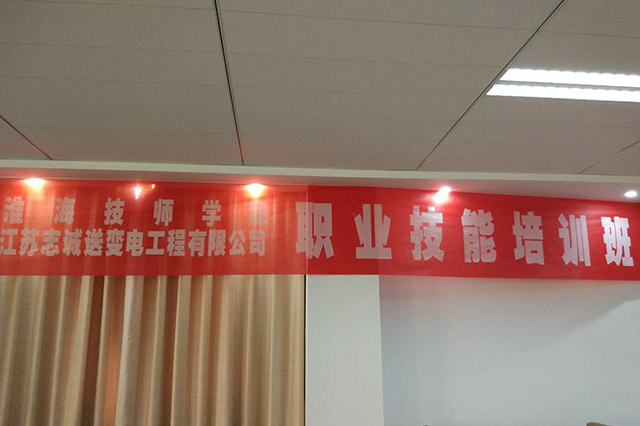 淮海技师学院
江苏志诚送变电工程有限公司
职业技能培训班